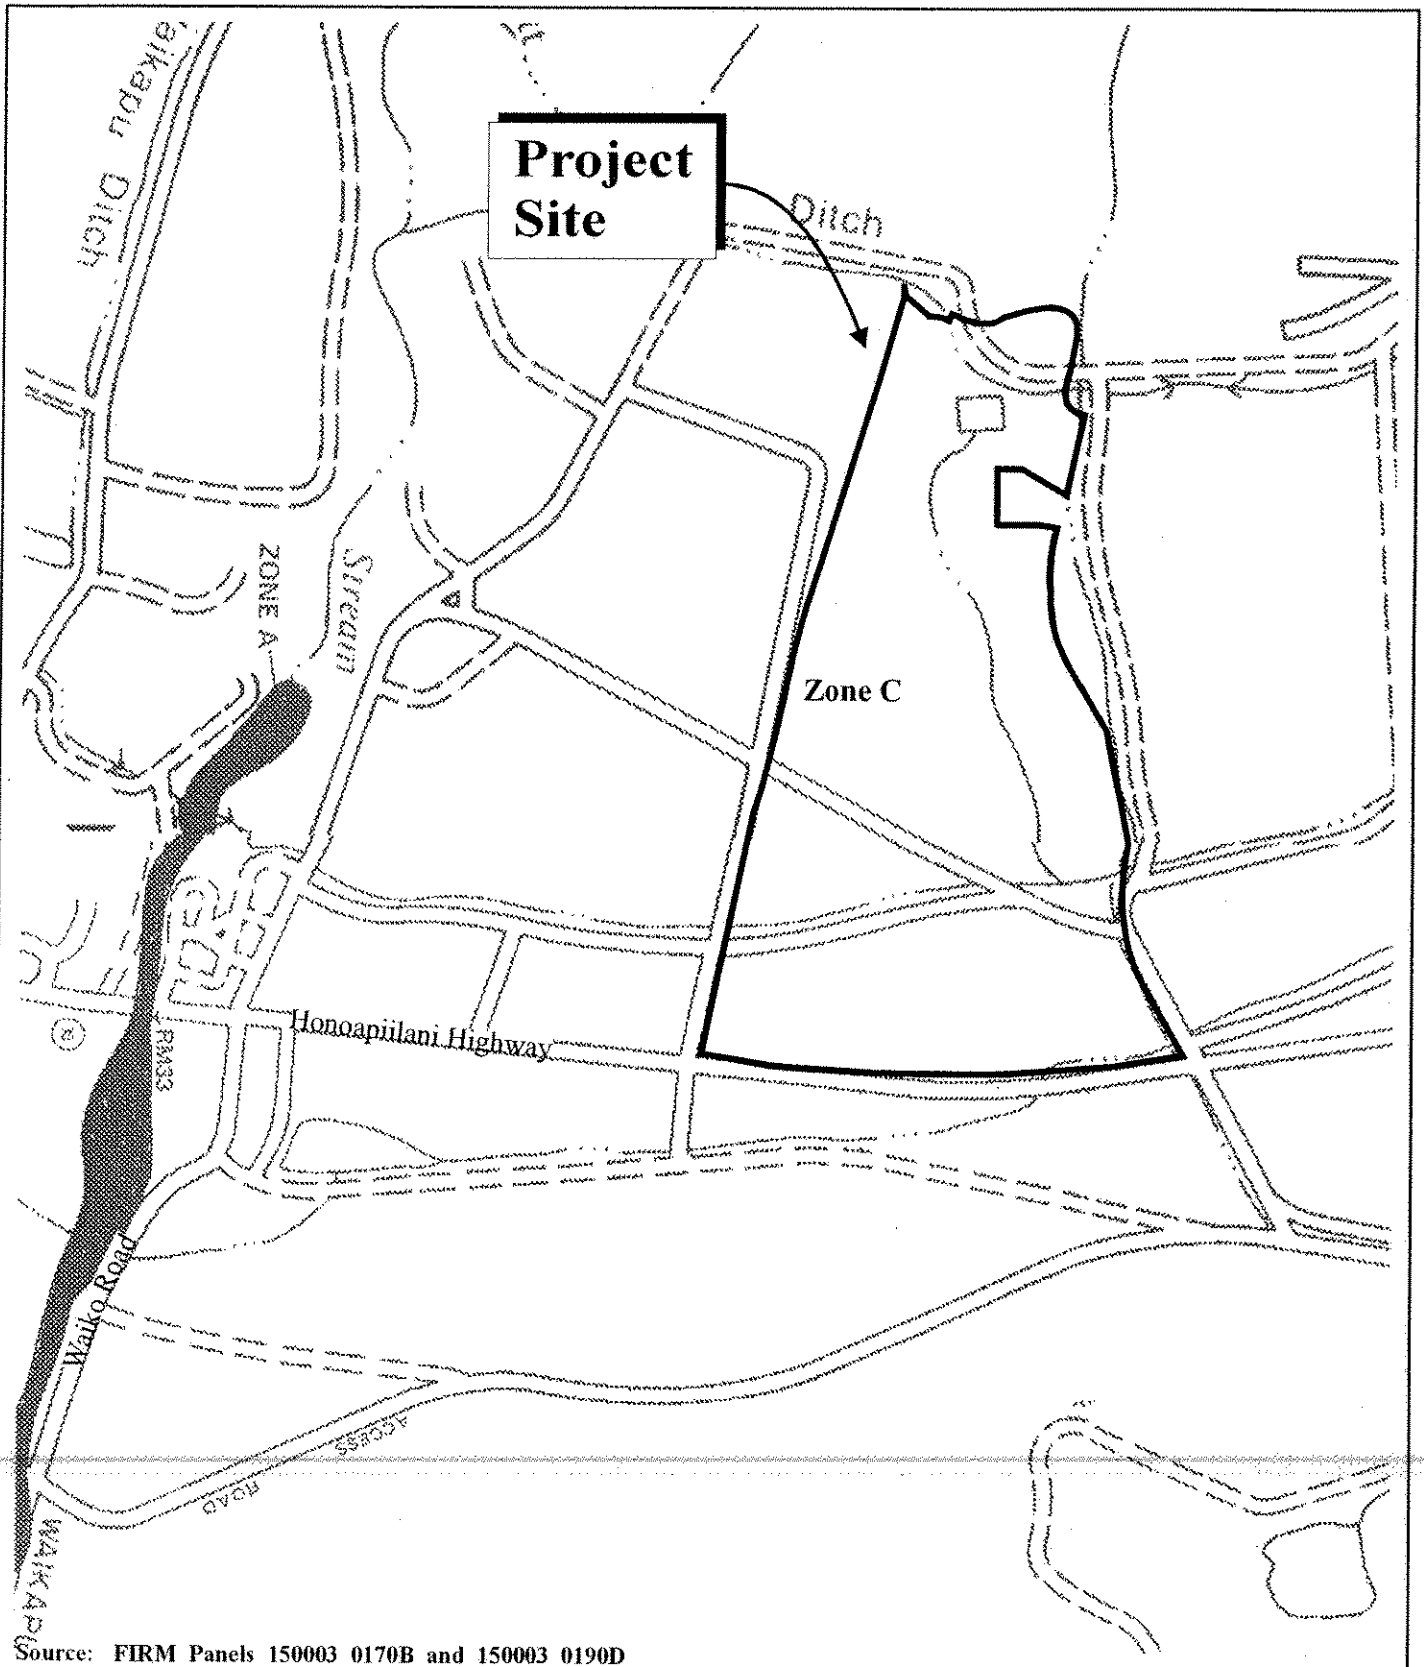 aikapu Ditch
Project
Site
Ditch
ZONE A
Stream
Zone C
Honoapiilani Highway
RM33
Waiko Road
ACCESS
ROAD
WAIKAPU
Source: FIRM Panels 150003 0170B and 150003 0190D